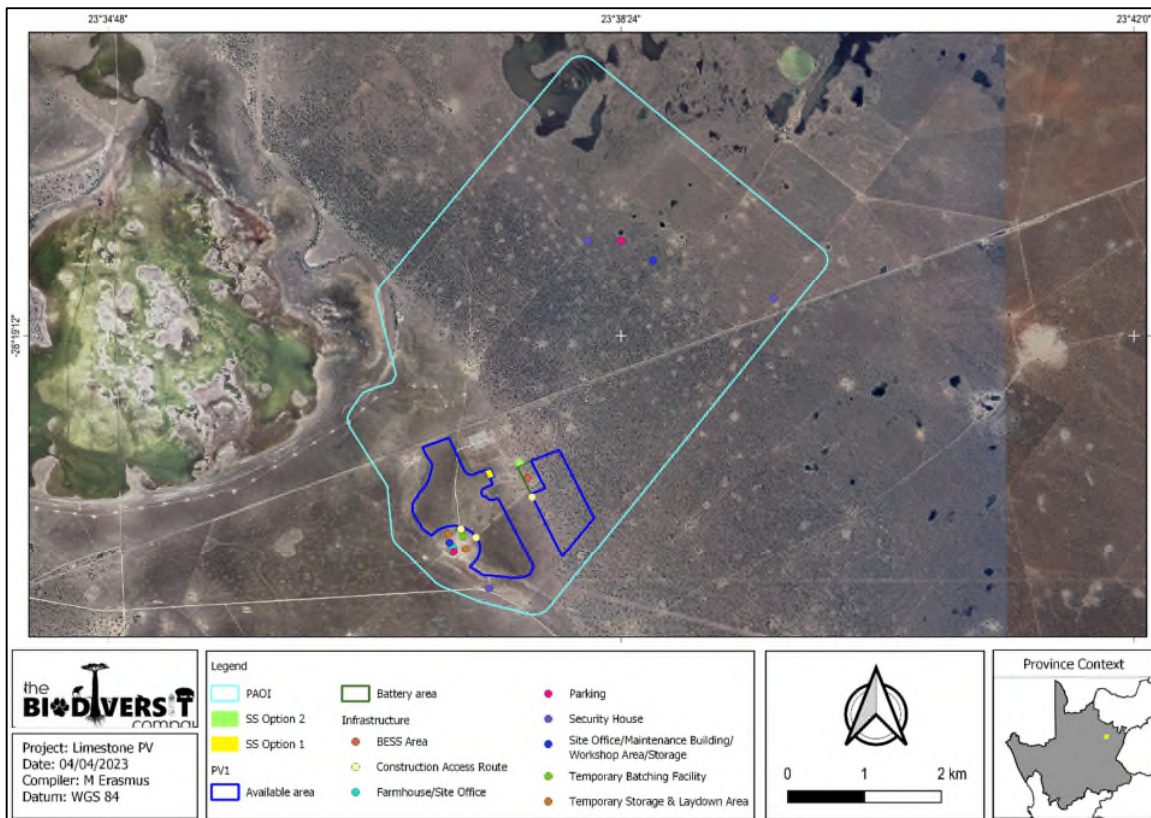 23°34'48"
23°38'24"
23°42'0"
-28°19'12"
the
BIODIVERSIT
company
Project: Limestone PV
Date: 04/04/2023
Compiler: M Erasmus
Datum: WGS 84
Legend
PAOI
SS Option 2
SS Option 1
PV1
Available area
Battery area
Infrastructure
BESS Area
Construction Access Route
Farmhouse/Site Office
Parking
Security House
Site Office/Maintenance Building/
Workshop Area/Storage
Temporary Batching Facility
Temporary Storage & Laydown Area
0 1 2 km
Province Context